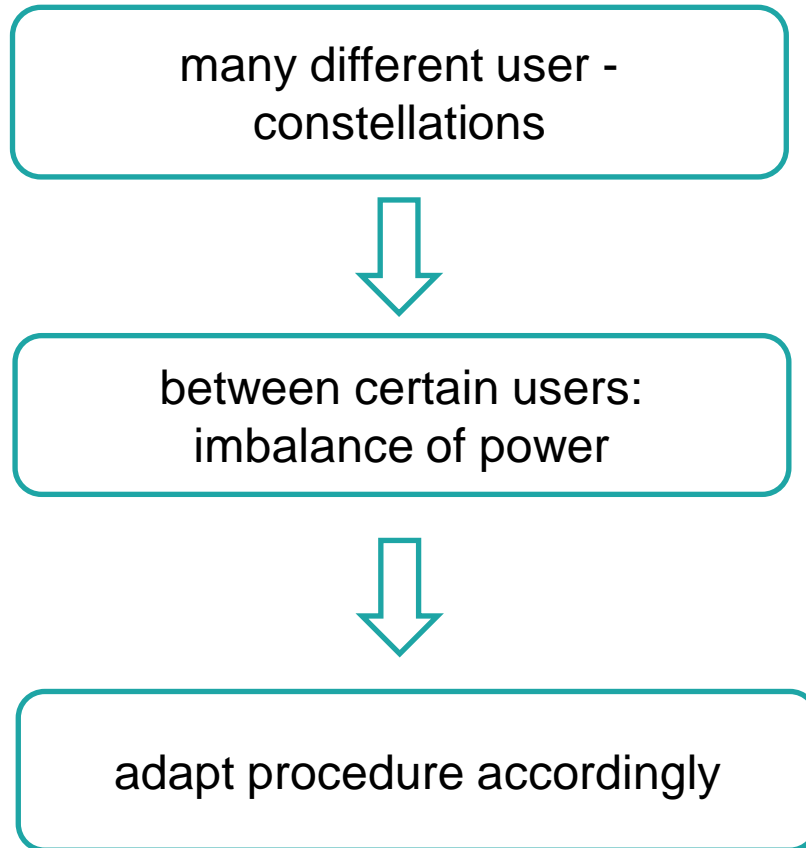 many different user -
constellations
between certain users:
imbalance of power
adapt procedure accordingly